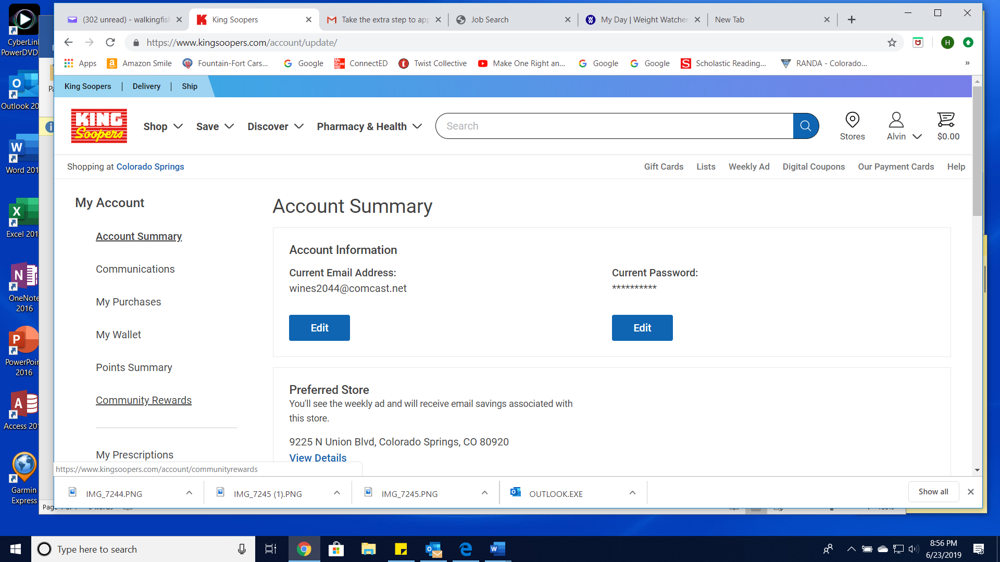 (302 unread) - walkingfish
King Soopers
Take the extra step to app
Job Search
My Day | Weight Watcher
New Tab
https://www.kingsoopers.com/account/update/
H
Apps
Amazon Smile
Fountain-Fort Cars...
Google
ConnectED
Twist Collective
Make One Right an...
Google
Google
Scholastic Reading...
RANDA - Colorado...
»
King Soopers
Delivery
Ship
KING
Soopers
Shop
Save
Discover
Pharmacy & Health
Search
Stores
Alvin
$0.00
Shopping at Colorado Springs
Gift Cards
Lists
Weekly Ad
Digital Coupons
Our Payment Cards
Help
My Account
Account Summary
Communications
My Purchases
My Wallet
Points Summary
Community Rewards
My Prescriptions
Account Summary
Account Information
Current Email Address:
wines2044@comcast.net
Edit
Current Password:
**********
Edit
Preferred Store
You'll see the weekly ad and will receive email savings associated with
this store.
9225 N Union Blvd, Colorado Springs, CO 80920
View Details
https://www.kingsoopers.com/account/communityrewards
IMG_7244.PNG
IMG_7245 (1).PNG
IMG_7245.PNG
OUTLOOK.EXE
Show all
CyberLin
PowerDVD
Outlook 20
Word 201
Excel 201
OneNote
2016
PowerPoin
2016
Access 20
Garmin
Express
Pa
Page
Type here to search
8:56 PM
6/23/2019